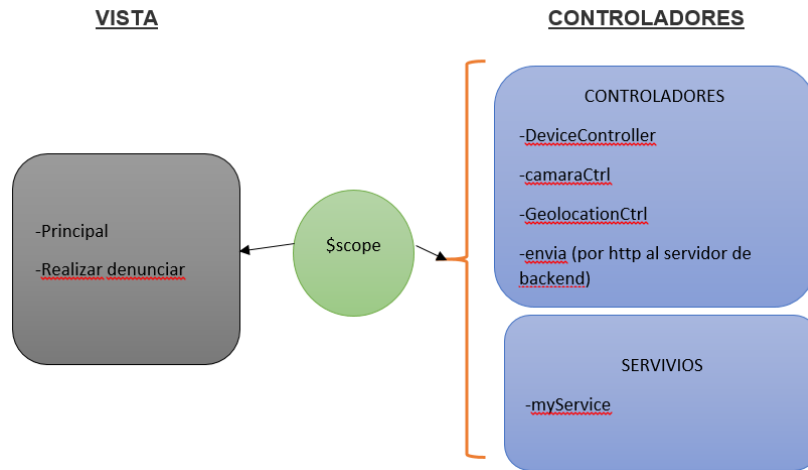 VISTA
CONTROLADORES
-Principal
-Realizar denunciar
$scope
CONTROLADORES
-DeviceController
-camaraCtrl
-GeolocationCtrl
-envia (por http al servidor de
backend)
SERVIVIOS
-myService